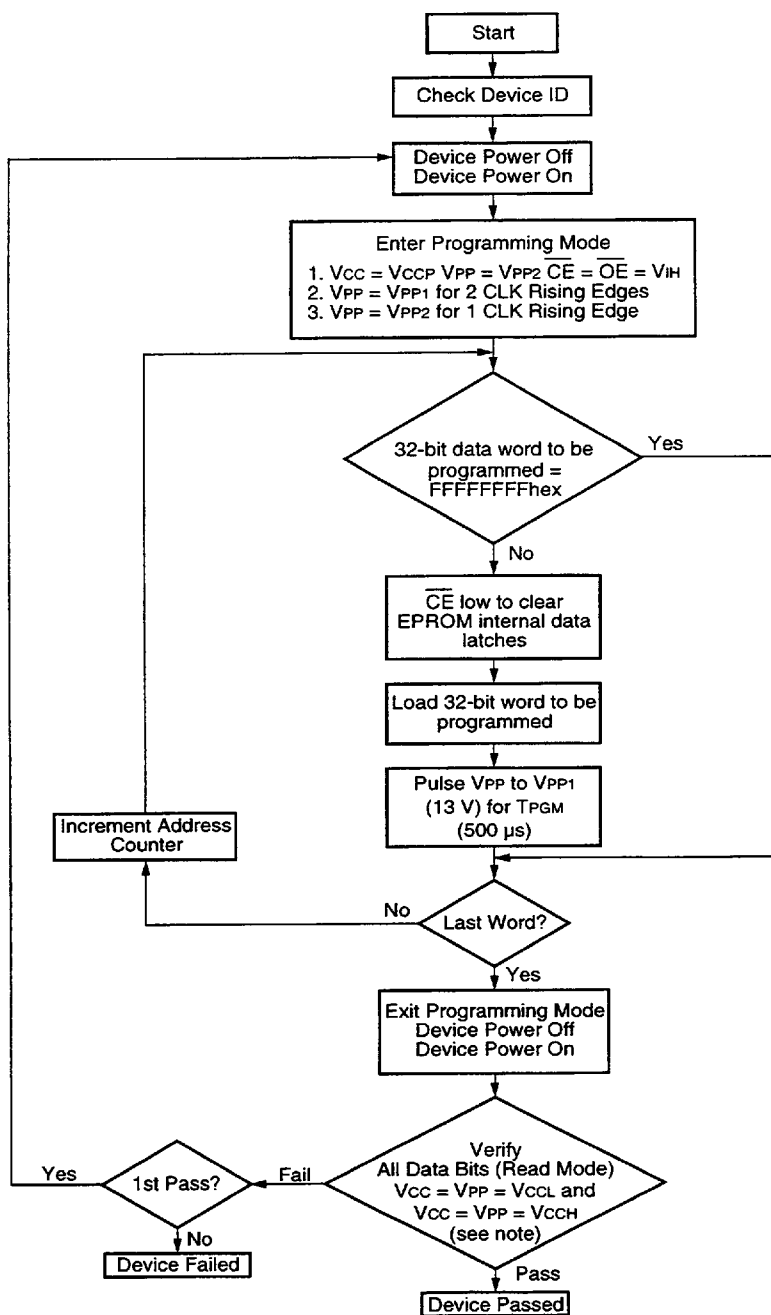 Start
Check Device ID
Device Power Off
Device Power On
Enter Programming Mode
1. VCC = VCCP VPP = VPP2 C̅E̅ = O̅E̅ = VIH
2. VPP = VPP1 for 2 CLK Rising Edges
3. VPP = VPP2 for 1 CLK Rising Edge
32-bit data word to be
programmed =
FFFFFFFFhex
Yes
No
C̅E̅ low to clear
EPROM internal data
latches
Load 32-bit word to be
programmed
Pulse VPP to VPP1
(13 V) for TPGM
(500 µs)
Increment Address
Counter
No
Last Word?
Yes
Exit Programming Mode
Device Power Off
Device Power On
Verify
All Data Bits (Read Mode)
VCC = VPP = VCCL and
VCC = VPP = VCCH
(see note)
Fail
1st Pass?
Yes
No
Device Failed
Pass
Device Passed